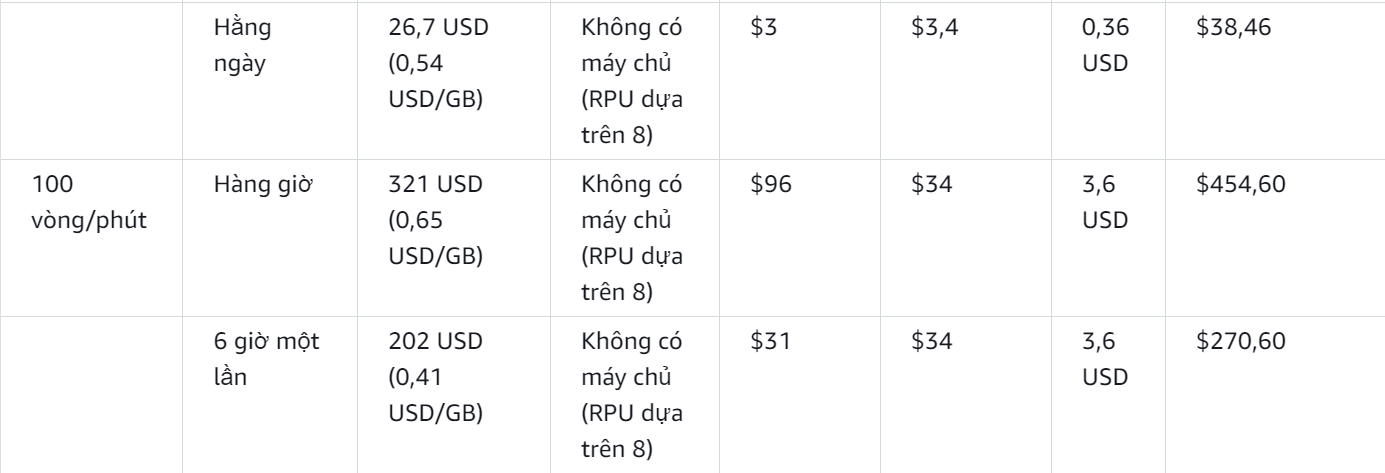 Hằng
ngày
26,7 USD
(0,54
USD/GB)
Không có
máy chủ
(RPU dựa
trên 8)
$3
$3,4
0,36
USD
$38,46
100
vòng/phút
Hàng giờ
321 USD
(0,65
USD/GB)
Không có
máy chủ
(RPU dựa
trên 8)
$96
$34
3,6
USD
$454,60
6 giờ một
lần
202 USD
(0,41
USD/GB)
Không có
máy chủ
(RPU dựa
trên 8)
$31
$34
3,6
USD
$270,60